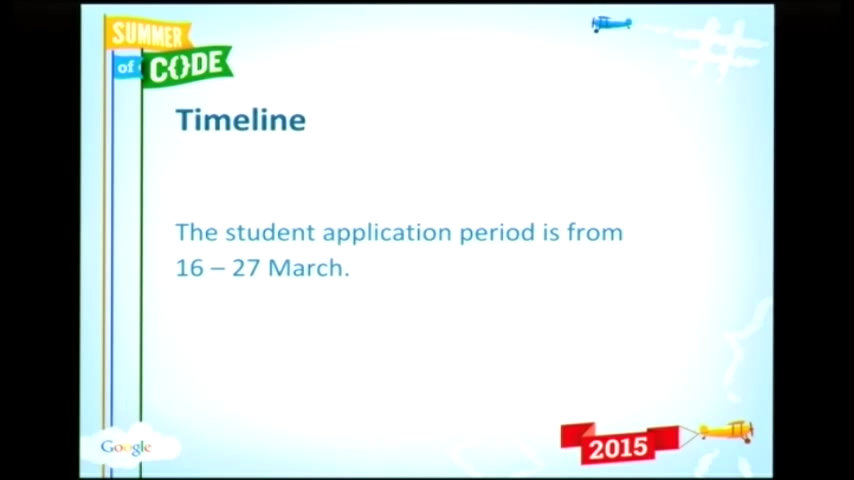 SUMMER
of CODE
Timeline
The student application period is from
16 – 27 March.
Google
2015